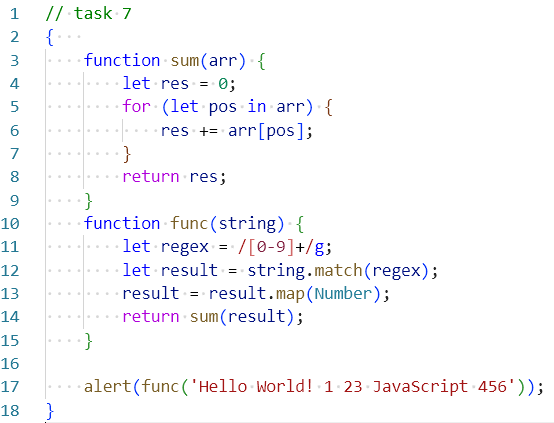 1 // task 7
2 {
3     function sum(arr) {
4         let res = 0;
5         for (let pos in arr) {
6             res += arr[pos];
7         }
8         return res;
9     }
10     function func(string) {
11         let regex = /[0-9]+/g;
12         let result = string.match(regex);
13         result = result.map(Number);
14         return sum(result);
15     }
16
17     alert(func('Hello World! 1 23 JavaScript 456'));
18 }